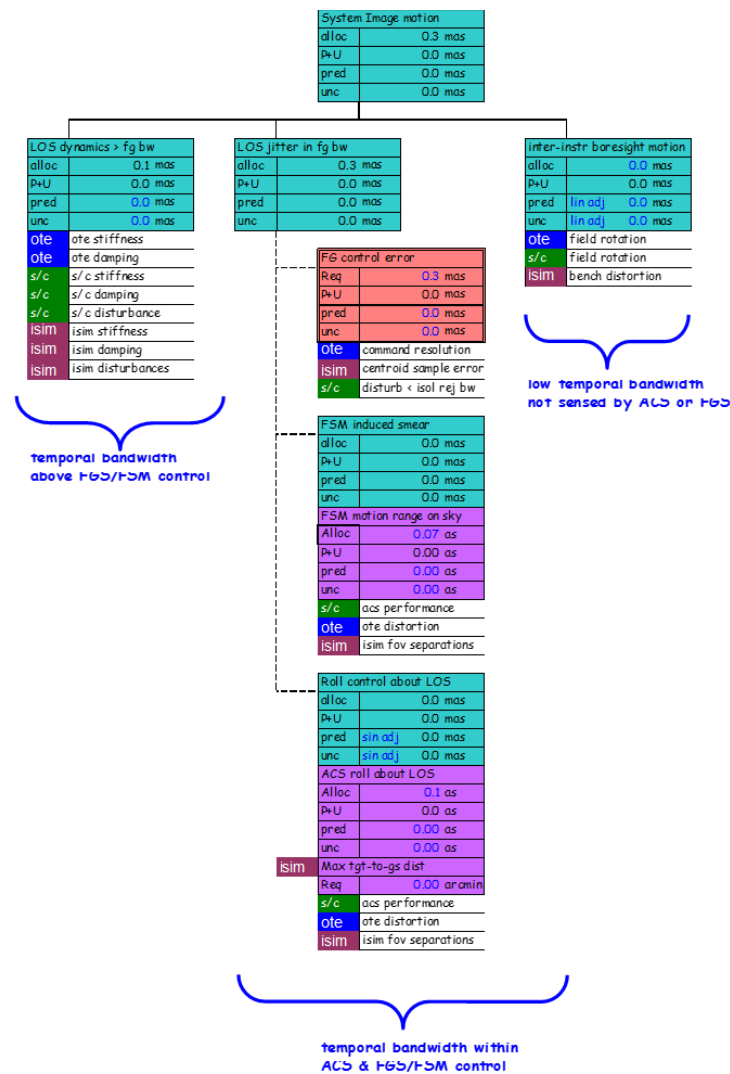 System Image motion
alloc 0.3 mas
P+U 0.0 mas
pred 0.0 mas
unc 0.0 mas
LOS dynamics > fg bw
alloc 0.1 mas
P+U 0.0 mas
pred 0.0 mas
unc 0.0 mas
ote ote stiffness
ote ote damping
s/c s/c stiffness
s/c s/c damping
s/c s/c disturbance
isim isim stiffness
isim isim damping
isim isim disturbances
temporal bandwidth
above FGS/FSM control
LOS jitter in fg bw
alloc 0.3 mas
P+U 0.0 mas
pred 0.0 mas
unc 0.0 mas
FG control error
Req 0.3 mas
P+U 0.0 mas
pred 0.0 mas
unc 0.0 mas
ote command resolution
isim centroid sample error
s/c disturb < isol rej bw
FSM induced smear
alloc 0.0 mas
P+U 0.0 mas
pred 0.0 mas
unc 0.0 mas
FSM motion range on sky
Alloc 0.07 as
P+U 0.00 as
pred 0.00 as
unc 0.00 as
s/c acs performance
ote ote distortion
isim isim fov separations
Roll control about LOS
alloc 0.0 mas
P+U 0.0 mas
pred sin adj 0.0 mas
unc sin adj 0.0 mas
ACS roll about LOS
Alloc 0.1 as
P+U 0.0 as
pred 0.00 as
unc 0.00 as
isim Max tgt-to-gs dist
Req 0.00 arcmin
s/c acs performance
ote ote distortion
isim isim fov separations
temporal bandwidth within
ACS & FGS/FSM control
inter-instr boresight motion
alloc 0.0 mas
P+U 0.0 mas
pred lin adj 0.0 mas
unc lin adj 0.0 mas
ote field rotation
s/c field rotation
isim bench distortion
low temporal bandwidth
not sensed by ACS or FGS